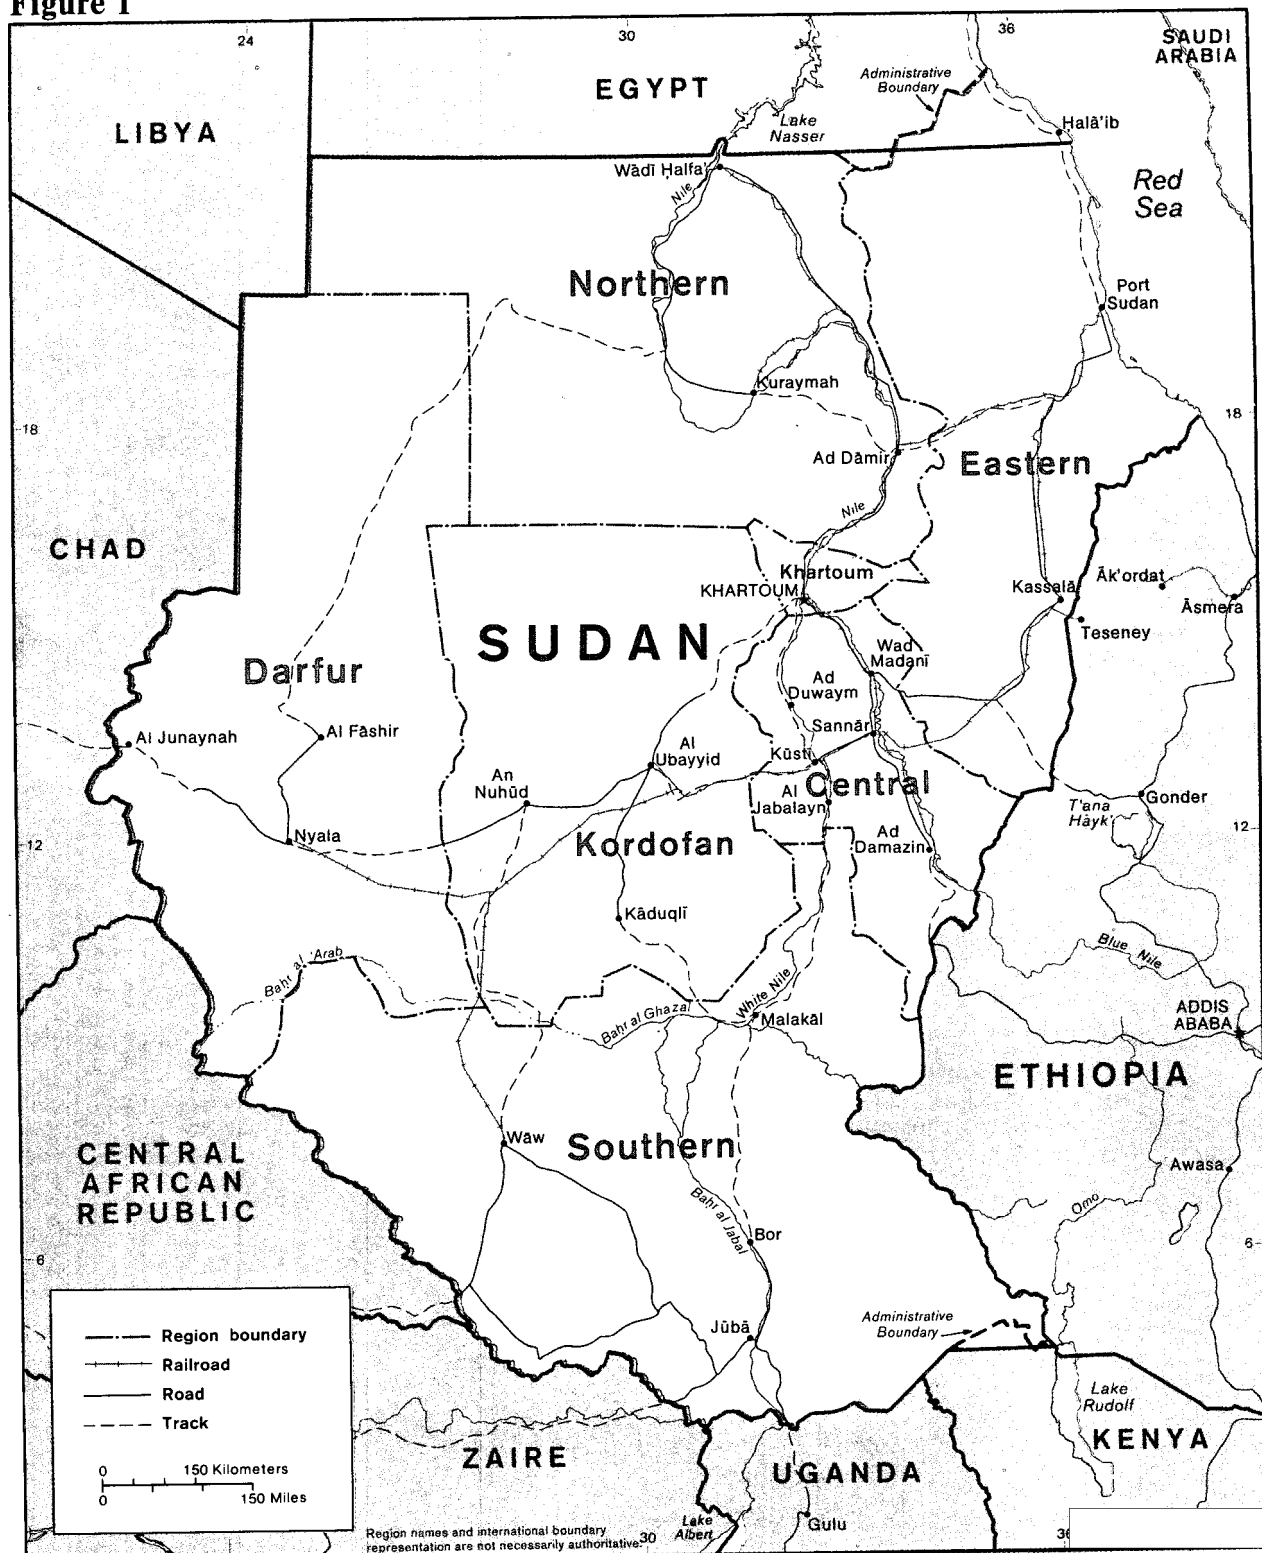 Figure 1
24
30
36
SAUDI
ARABIA
EGYPT
Administrative
Boundary
LIBYA
Lake
Nasser
Ḥalā'ib
Wādī Ḥalfa'
Nile
Red
Sea
Northern
Port
Sudan
Kuraymah
18
18
Ad Dāmir
Eastern
Nile
CHAD
Khartoum
KHARTOUM
Kassalā
Āk'ordat
Āsmera
Teseney
SUDAN
Wad
Madanī
Darfur
Ad
Duwaym
Al Junaynah
Al Fāshir
Sannār
Al
Ubayyid
Kūstī
An
Nuhūd
Central
Al
Jabalayn
T'ana
Hāyk'
Gonder
12
Nyala
Kordofan
Ad
Damazin
12
Kāduqlī
Bahr al 'Arab
Blue Nile
White Nile
Bahr al Ghazal
Malakāl
ADDIS
ABABA
ETHIOPIA
Wāw
Southern
CENTRAL
AFRICAN
REPUBLIC
Awasa
Bahr al Jabal
Omo
Bor
6
6
Region boundary
Railroad
Road
Track
0 150 Kilometers
0 150 Miles
Jūbā
Administrative
Boundary
Lake
Rudolf
KENYA
ZAIRE
UGANDA
Lake
Albert
Gulu
Region names and international boundary
representation are not necessarily authoritative.
30
36